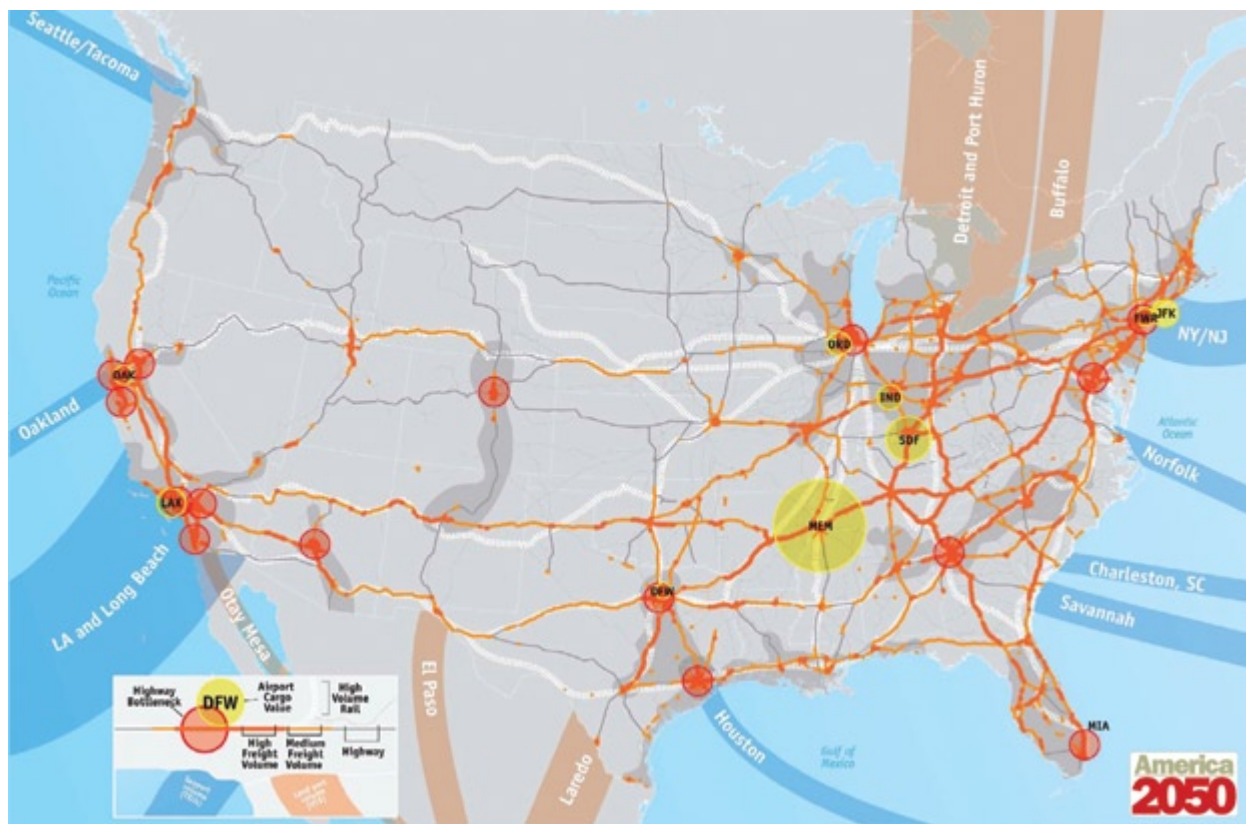 Seattle/Tacoma
Detroit and Port Huron
Buffalo
Pacific
Ocean
JFK
EWR
NY/NJ
ORD
OAK
IND
Oakland
SDF
Atlantic
Ocean
Norfolk
LAX
MEM
LA and Long Beach
Otay Mesa
DFW
Charleston, SC
Savannah
El Paso
Highway
Bottleneck
DFW
Airport
Cargo
Value
High
Volume
Rail
High
Freight
Volume
Medium
Freight
Volume
Highway
Laredo
Houston
Gulf of
Mexico
MIA
America
2050